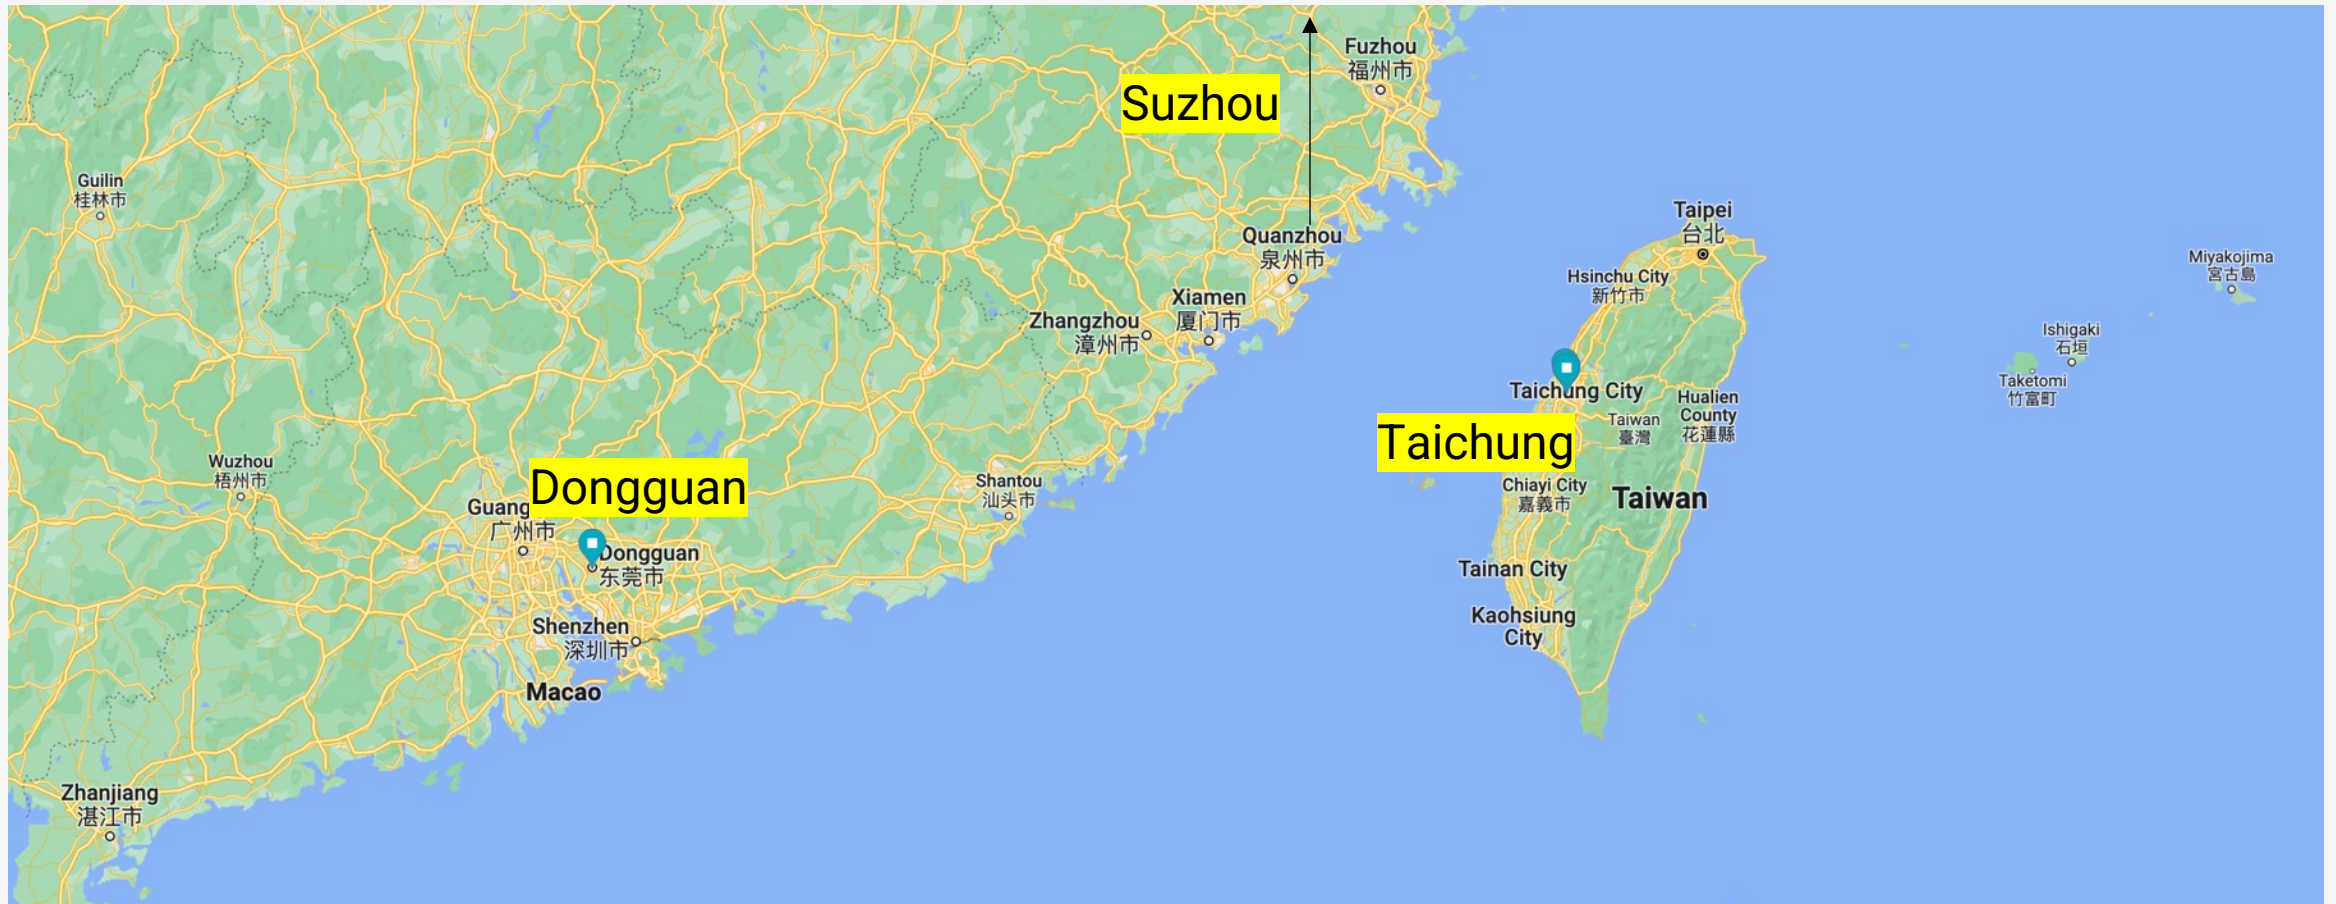 Fuzhou
福州市
Suzhou
Guilin
桂林市
Taipei
台北
Quanzhou
泉州市
Miyakojima
宮古島
Hsinchu City
新竹市
Xiamen
厦门市
Zhangzhou
漳州市
Ishigaki
石垣
Taketomi
竹富町
Taichung City
Hualien
County
花蓮縣
Taiwan
臺灣
Taichung
Wuzhou
梧州市
Dongguan
Shantou
汕头市
Chiayi City
嘉義市
Taiwan
Guang
广州市
Dongguan
东莞市
Tainan City
Kaohsiung
City
Shenzhen
深圳市
Macao
Zhanjiang
湛江市